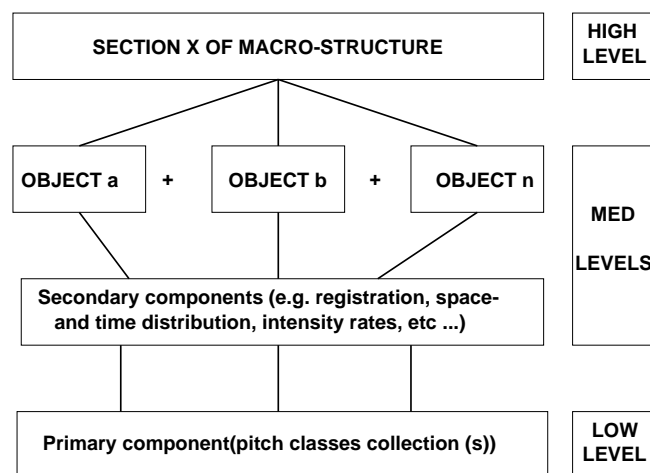 SECTION X OF MACRO-STRUCTURE
HIGH
LEVEL
OBJECT a + OBJECT b + OBJECT n
MED
LEVELS
Secondary components (e.g. registration, space-
and time distribution, intensity rates, etc ...)
Primary component(pitch classes collection (s))
LOW
LEVEL